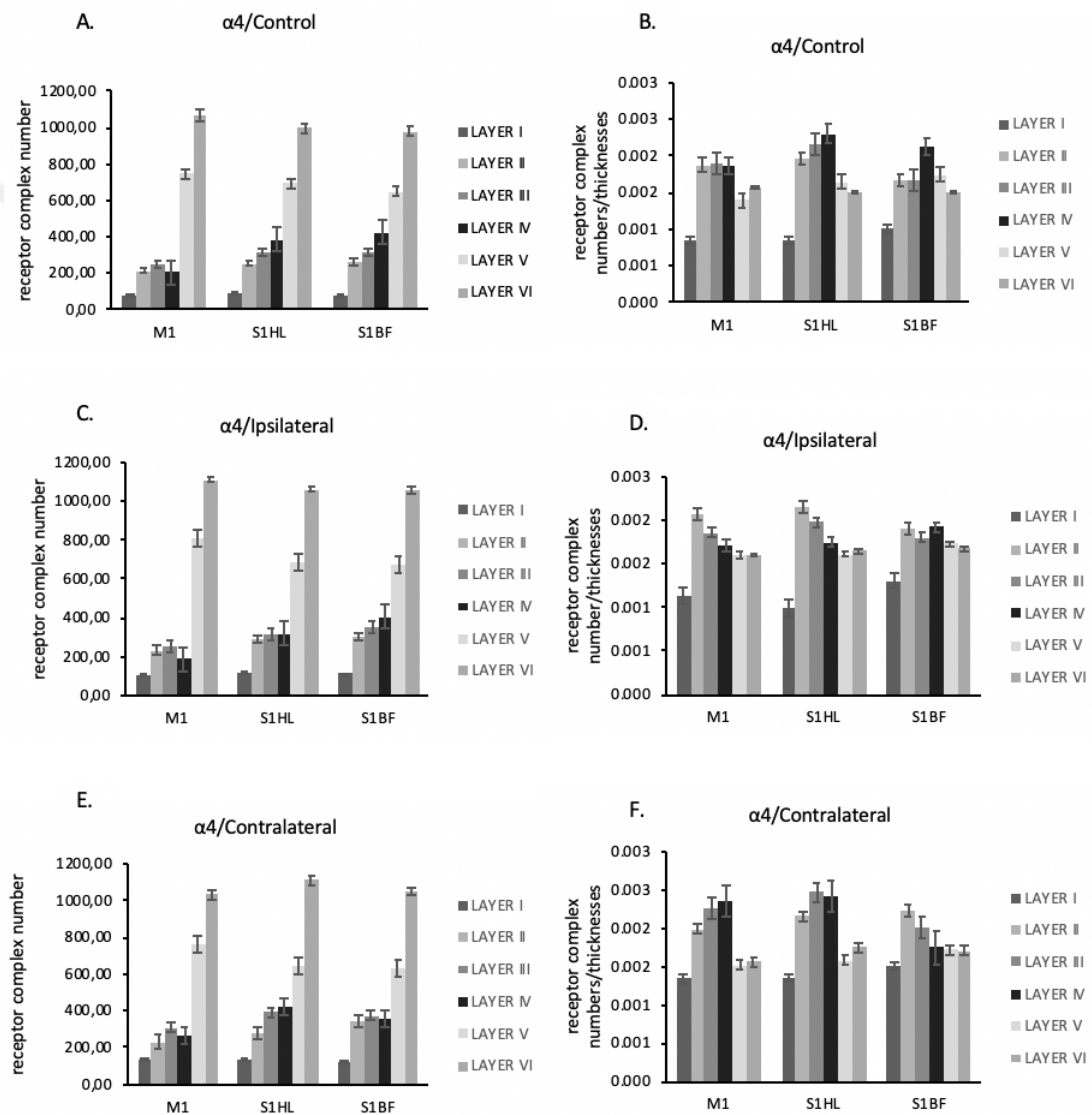 A.
α4/Control
receptor complex number
1200,00
1000,00
800,00
600,00
400,00
200,00
0,00
M1
S1HL
S1BF
LAYER I
LAYER II
LAYER III
LAYER IV
LAYER V
LAYER VI
B.
α4/Control
receptor complex
numbers/thicknesses
0.003
0.002
0.002
0.001
0.001
0.000
M1
S1HL
S1BF
LAYER I
LAYER II
LAYER III
LAYER IV
LAYER V
LAYER VI
C.
α4/Ipsilateral
receptor complex number
1200,00
1000,00
800,00
600,00
400,00
200,00
0,00
M1
S1HL
S1BF
LAYER I
LAYER II
LAYER III
LAYER IV
LAYER V
LAYER VI
D.
α4/Ipsilateral
receptor complex
number/thicknesses
0.003
0.002
0.002
0.001
0.001
0.000
M1
S1HL
S1BF
LAYER I
LAYER II
LAYER III
LAYER IV
LAYER V
LAYER VI
E.
α4/Contralateral
receptor complex number
1200,00
1000,00
800,00
600,00
400,00
200,00
0,00
M1
S1HL
S1BF
LAYER I
LAYER II
LAYER III
LAYER IV
LAYER V
LAYER VI
F.
α4/Contralateral
receptor complex
numbers/thicknesses
0.003
0.003
0.002
0.002
0.001
0.001
0.000
M1
S1HL
S1BF
LAYER I
LAYER II
LAYER III
LAYER IV
LAYER V
LAYER VI